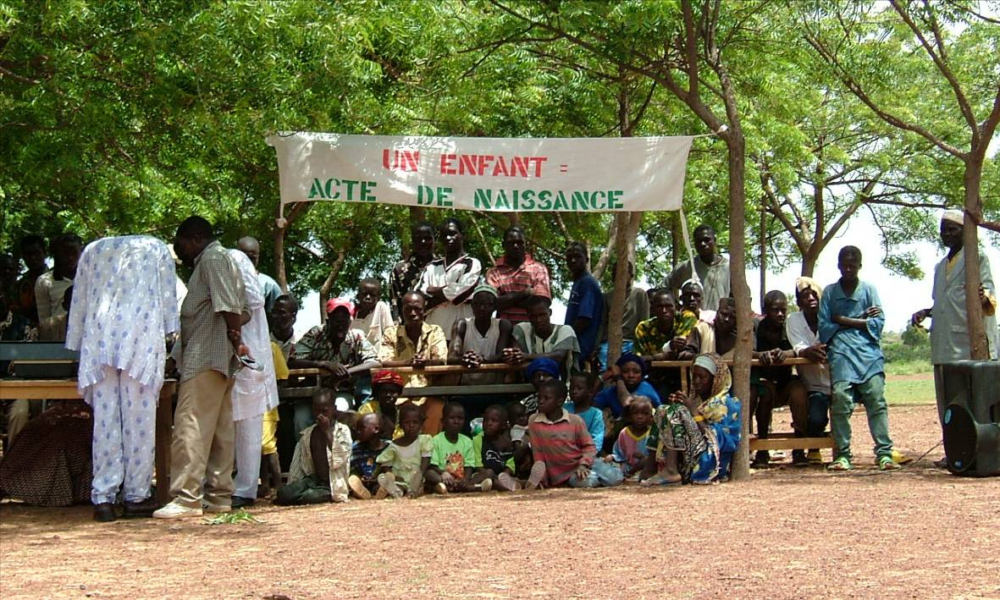 UN ENFANT =
ACTE DE NAISSANCE